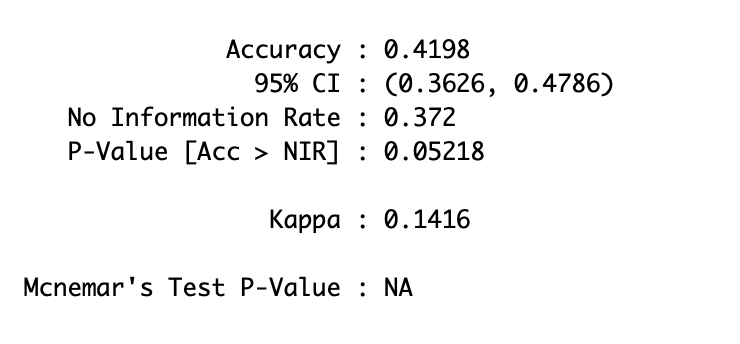 Accuracy : 0.4198
95% CI : (0.3626, 0.4786)
No Information Rate : 0.372
P-Value [Acc > NIR] : 0.05218
Kappa : 0.1416
Mcnemar's Test P-Value : NA